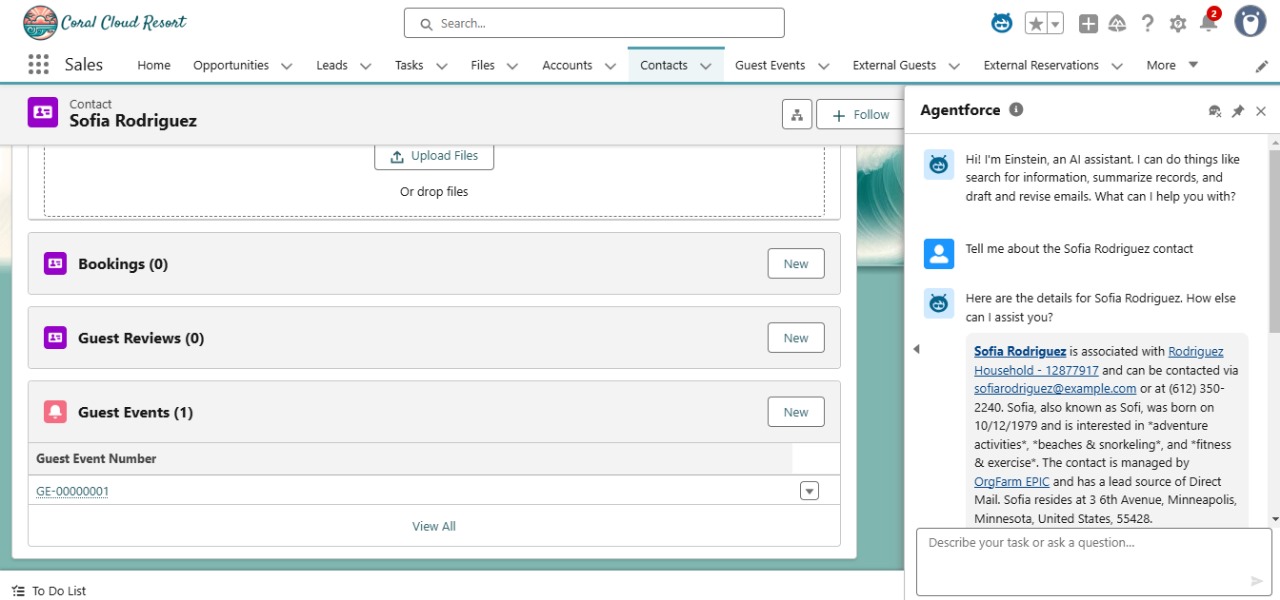 Coral Cloud Resort
Search...
2
Sales
Home
Opportunities
Leads
Tasks
Files
Accounts
Contacts
Guest Events
External Guests
External Reservations
More
Contact
Sofia Rodriguez
Follow
Upload Files
Or drop files
Bookings (0)
New
Guest Reviews (0)
New
Guest Events (1)
New
Guest Event Number
GE-00000001
View All
To Do List
Agentforce
Hi! I'm Einstein, an AI assistant. I can do things like
search for information, summarize records, and
draft and revise emails. What can I help you with?
Tell me about the Sofia Rodriguez contact
Here are the details for Sofia Rodriguez. How else
can I assist you?
Sofia Rodriguez is associated with Rodriguez
Household - 12877917 and can be contacted via
sofiarodriguez@example.com or at (612) 350-
2240. Sofia, also known as Sofi, was born on
10/12/1979 and is interested in *adventure
activities*, *beaches & snorkeling*, and *fitness
& exercise*. The contact is managed by
OrgFarm EPIC and has a lead source of Direct
Mail. Sofia resides at 3 6th Avenue, Minneapolis,
Minnesota, United States, 55428.
Describe your task or ask a question...